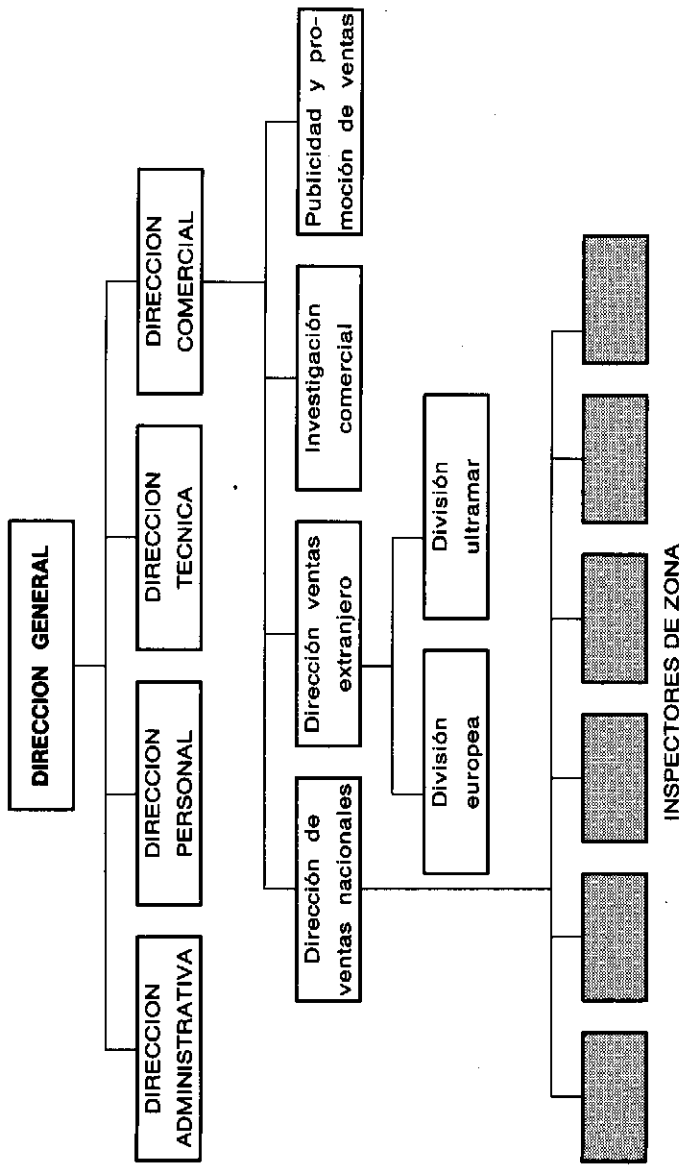 DIRECCION GENERAL
DIRECCION
ADMINISTRATIVA
DIRECCION
PERSONAL
DIRECCION
TECNICA
DIRECCION
COMERCIAL
Dirección de
ventas nacionales
Dirección ventas
extranjero
Investigación
comercial
Publicidad y pro-
moción de ventas
División
europea
División
ultramar
INSPECTORES DE ZONA